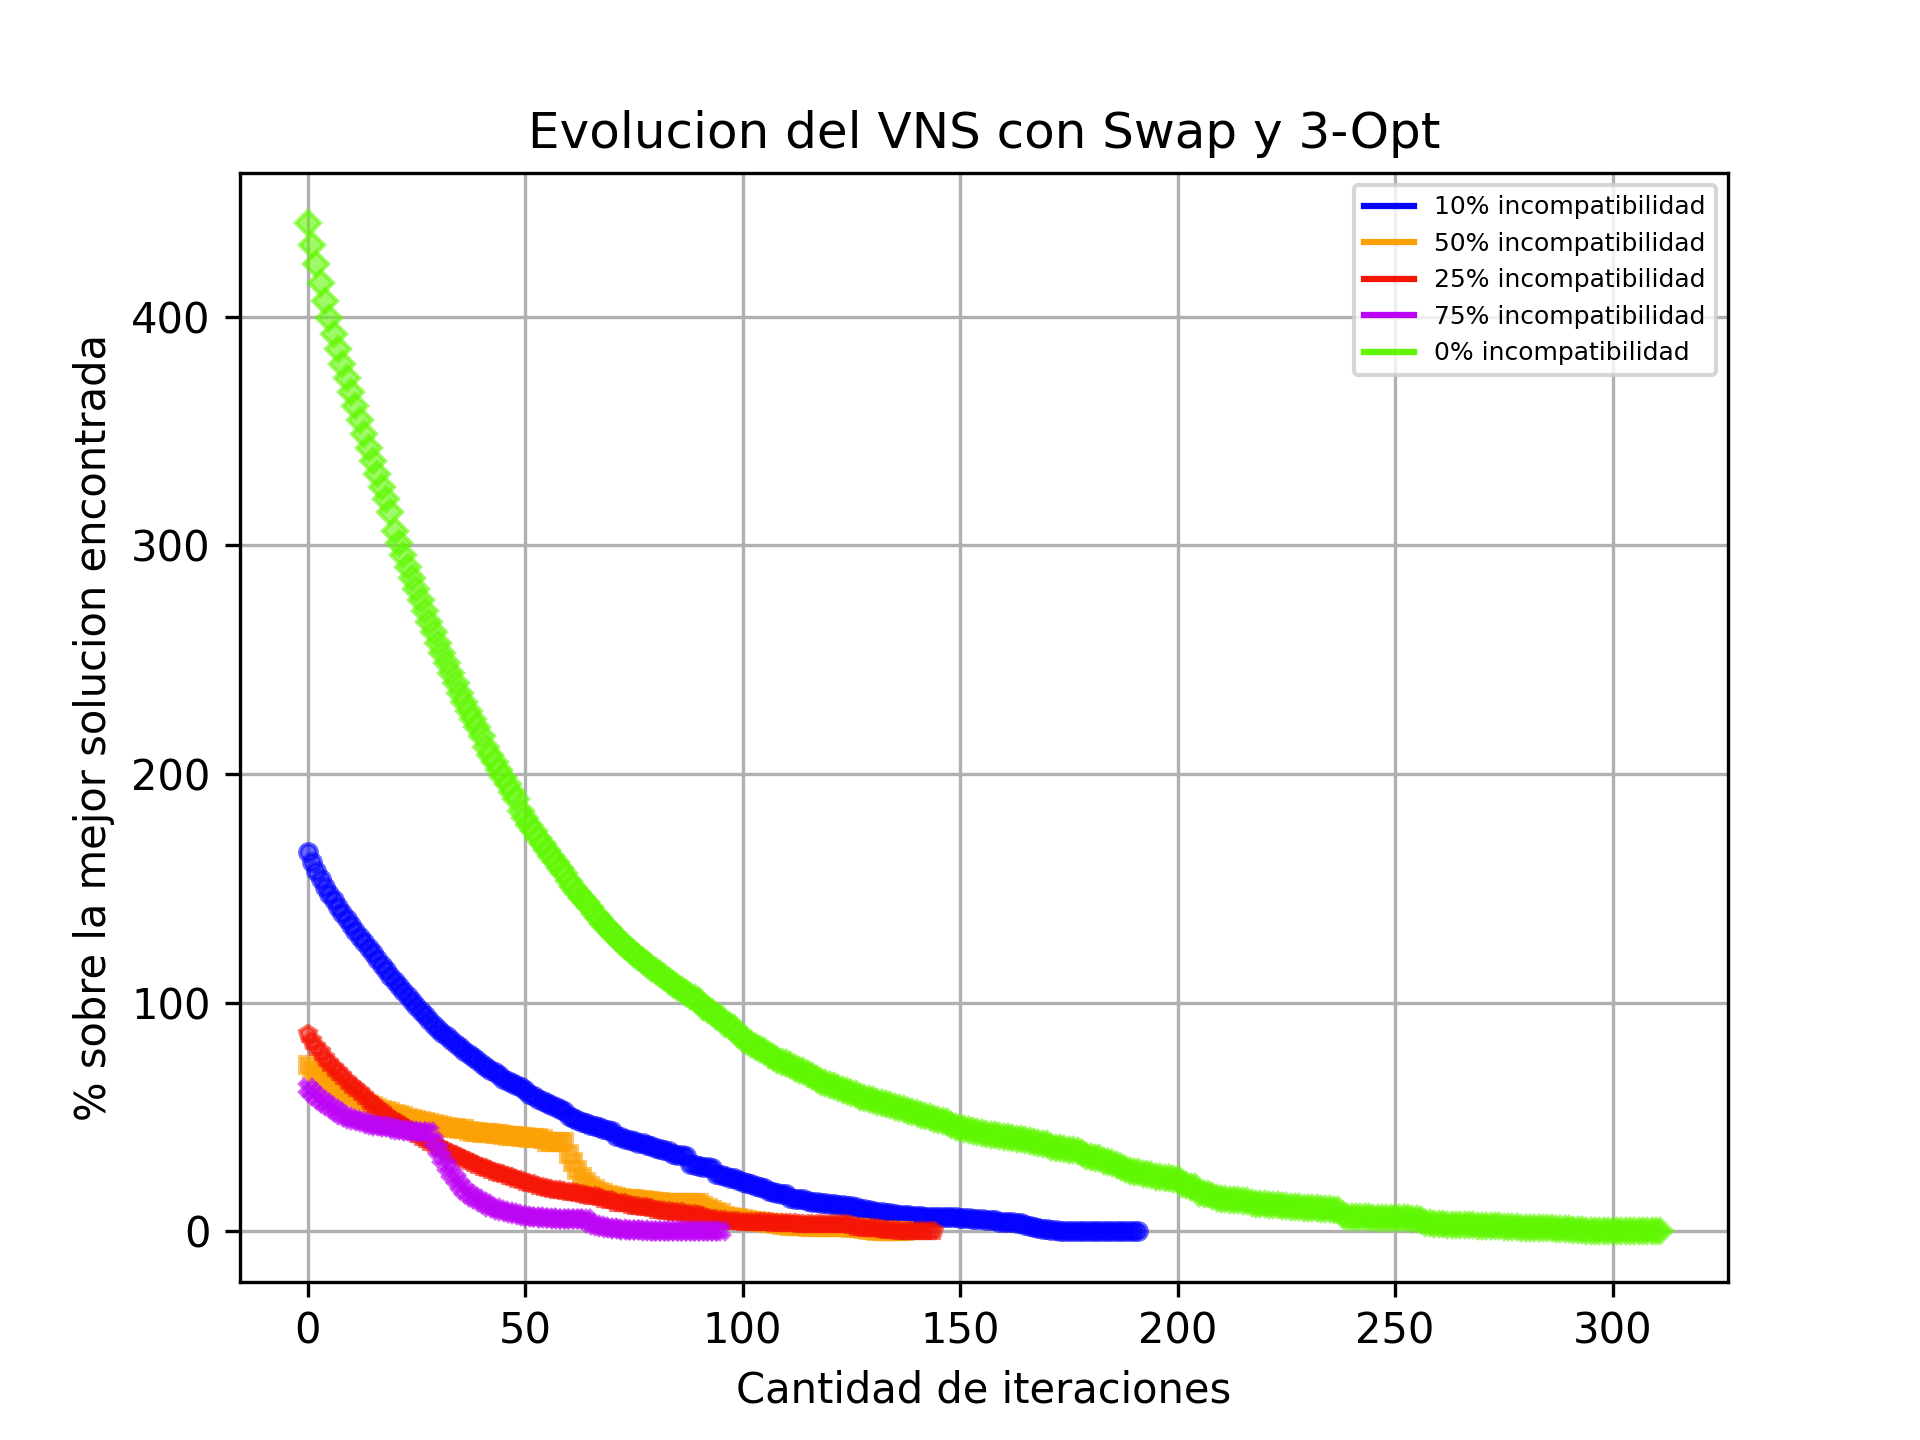 Evolucion del VNS con Swap y 3-Opt
10% incompatibilidad
50% incompatibilidad
25% incompatibilidad
75% incompatibilidad
0% incompatibilidad
% sobre la mejor solucion encontrada
400
300
200
100
0
0 50 100 150 200 250 300
Cantidad de iteraciones